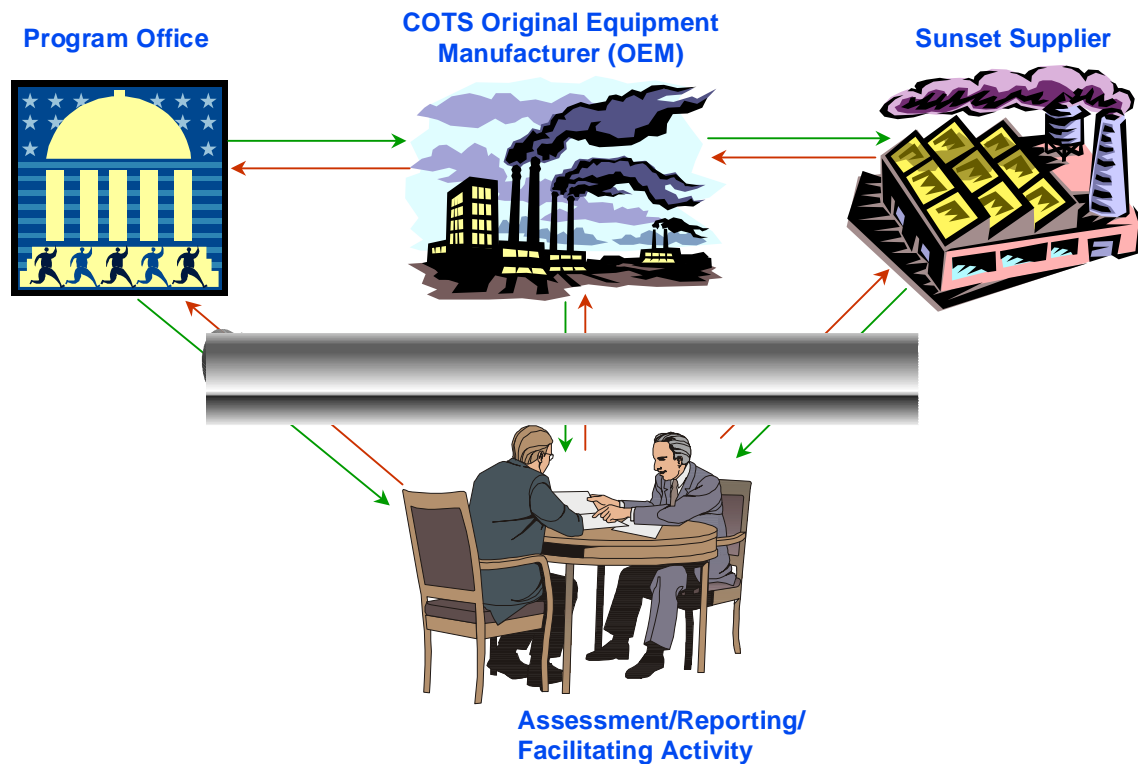 Program Office
COTS Original Equipment
Manufacturer (OEM)
Sunset Supplier
Assessment/Reporting/
Facilitating Activity